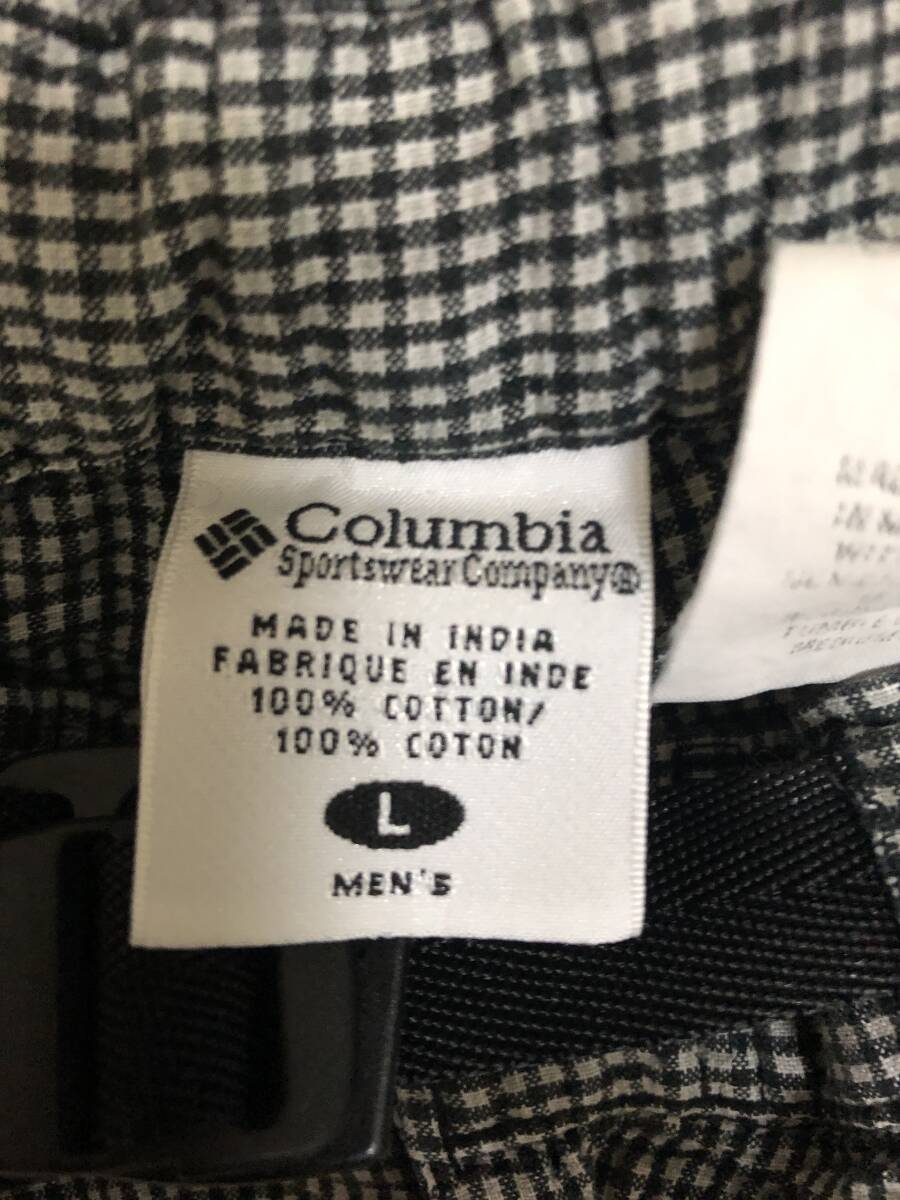 Columbia
Sportswear Company®
MADE IN INDIA
FABRIQUE EN INDE
100% COTTON/
100% COTON
L
MEN'S